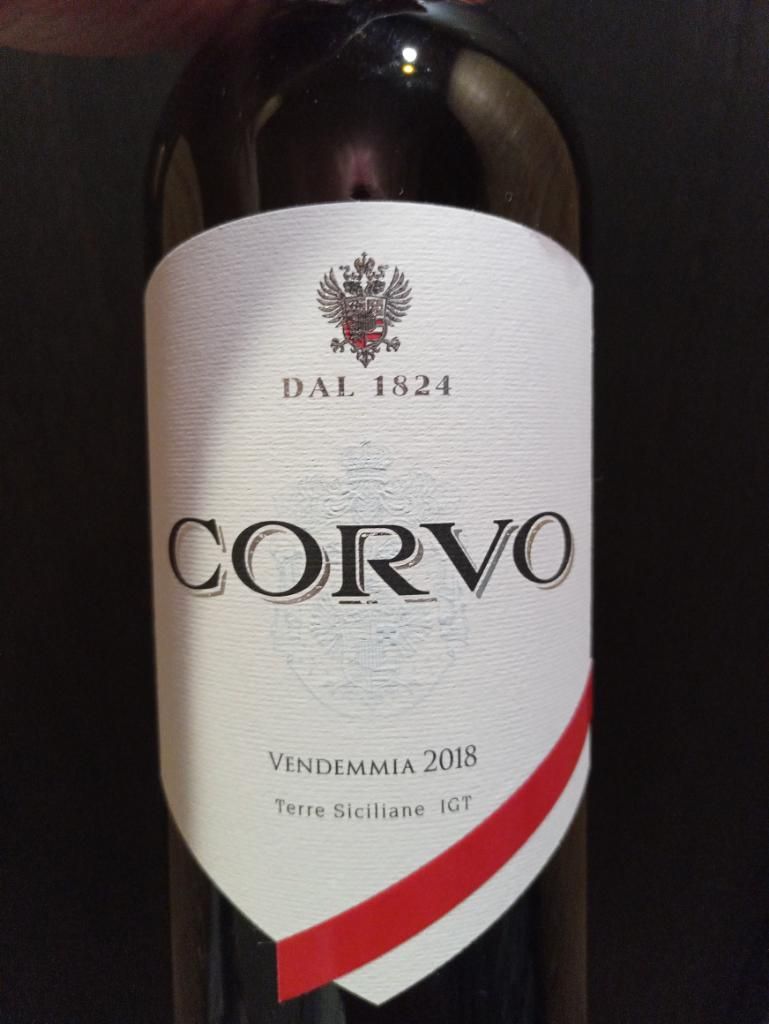 DAL 1824
CORVO
VENDEMMIA 2018
Terre Siciliane IGT